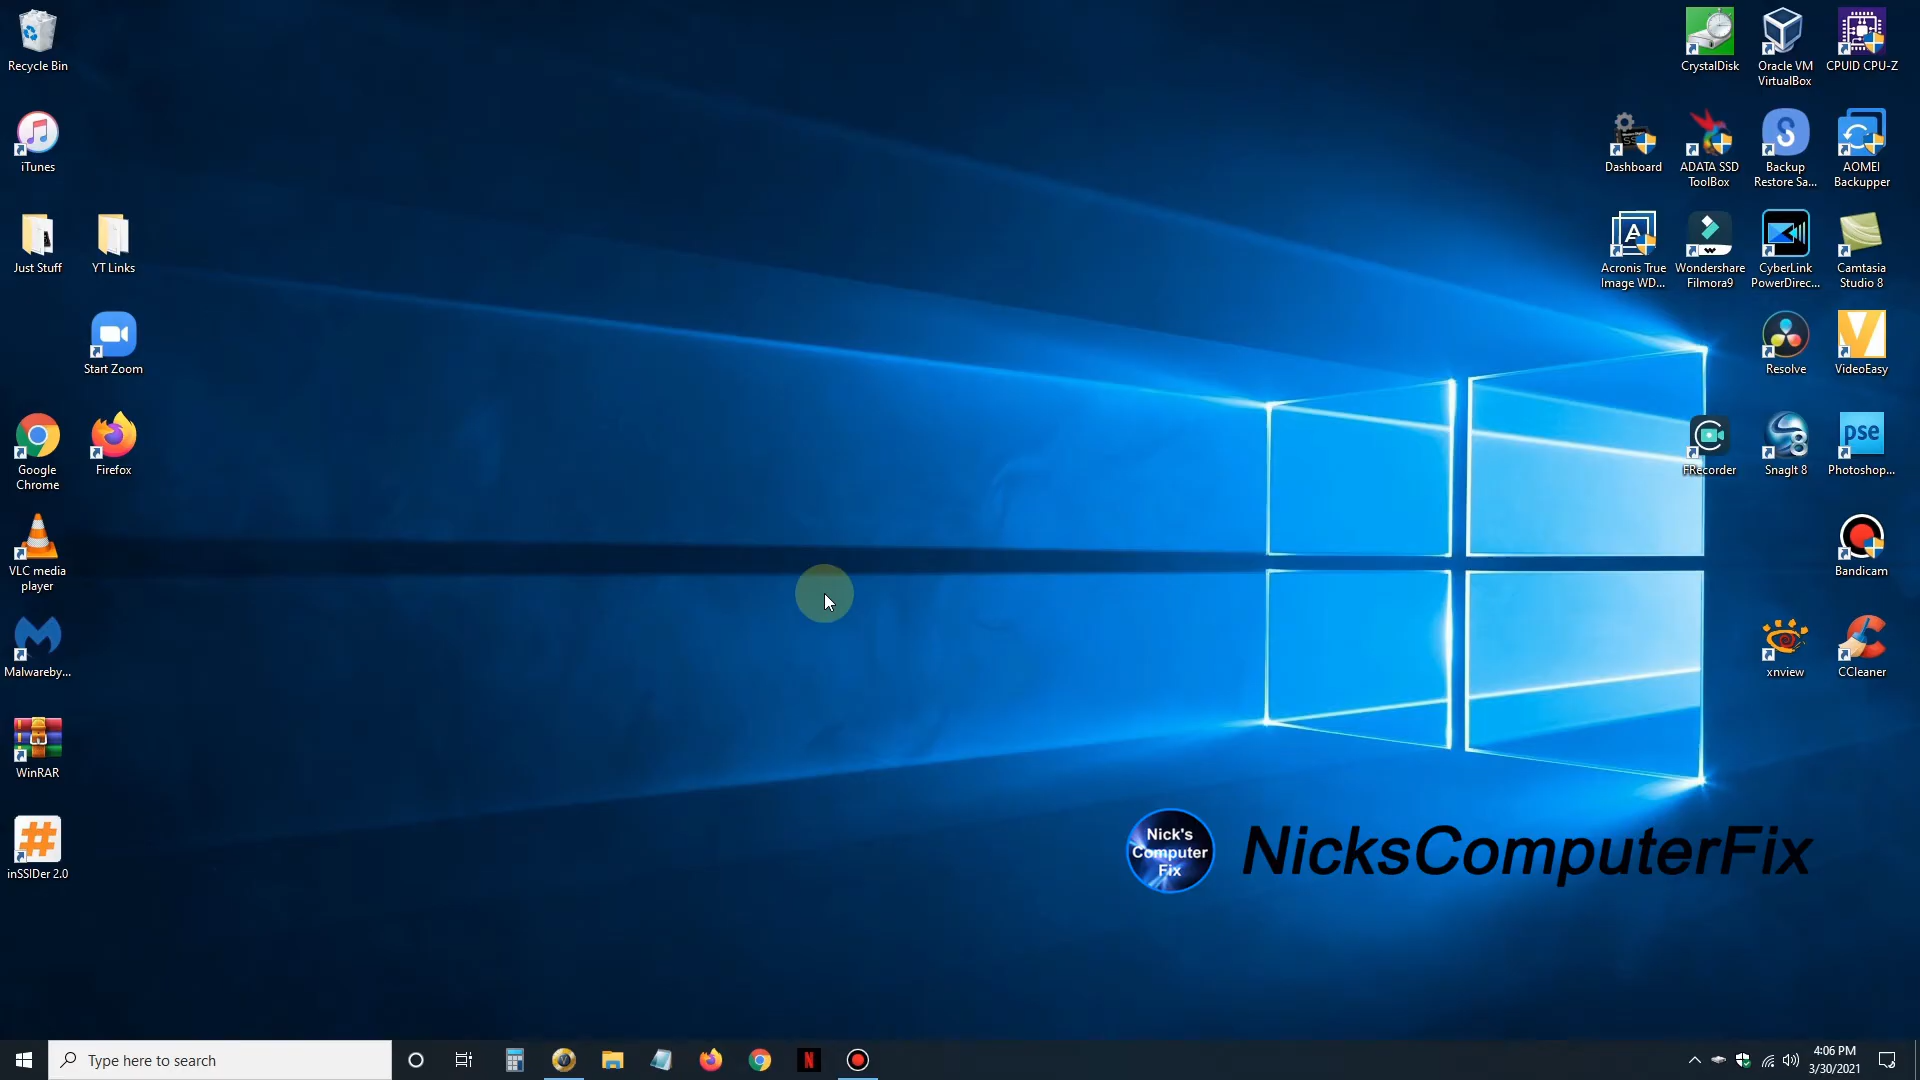 Recycle Bin
CrystalDisk
Oracle VM
VirtualBox
CPUID CPU-Z
iTunes
Dashboard
SS
ADATA SSD
ToolBox
S
Backup
Restore Sa...
AOMEI
Backupper
Just Stuff
YT Links
A
Acronis True
Image WD...
Wondershare
Filmora9
CyberLink
PowerDirec...
Camtasia
Studio 8
Start Zoom
Resolve
VideoEasy
Google
Chrome
Firefox
FRecorder
8
SnagIt 8
pse
Photoshop...
VLC media
player
Bandicam
Malwareby...
xnview
CCleaner
WinRAR
#
inSSIDer 2.0
Nick's
Computer
Fix
NicksComputerFix
Type here to search
N
4:06 PM
3/30/2021